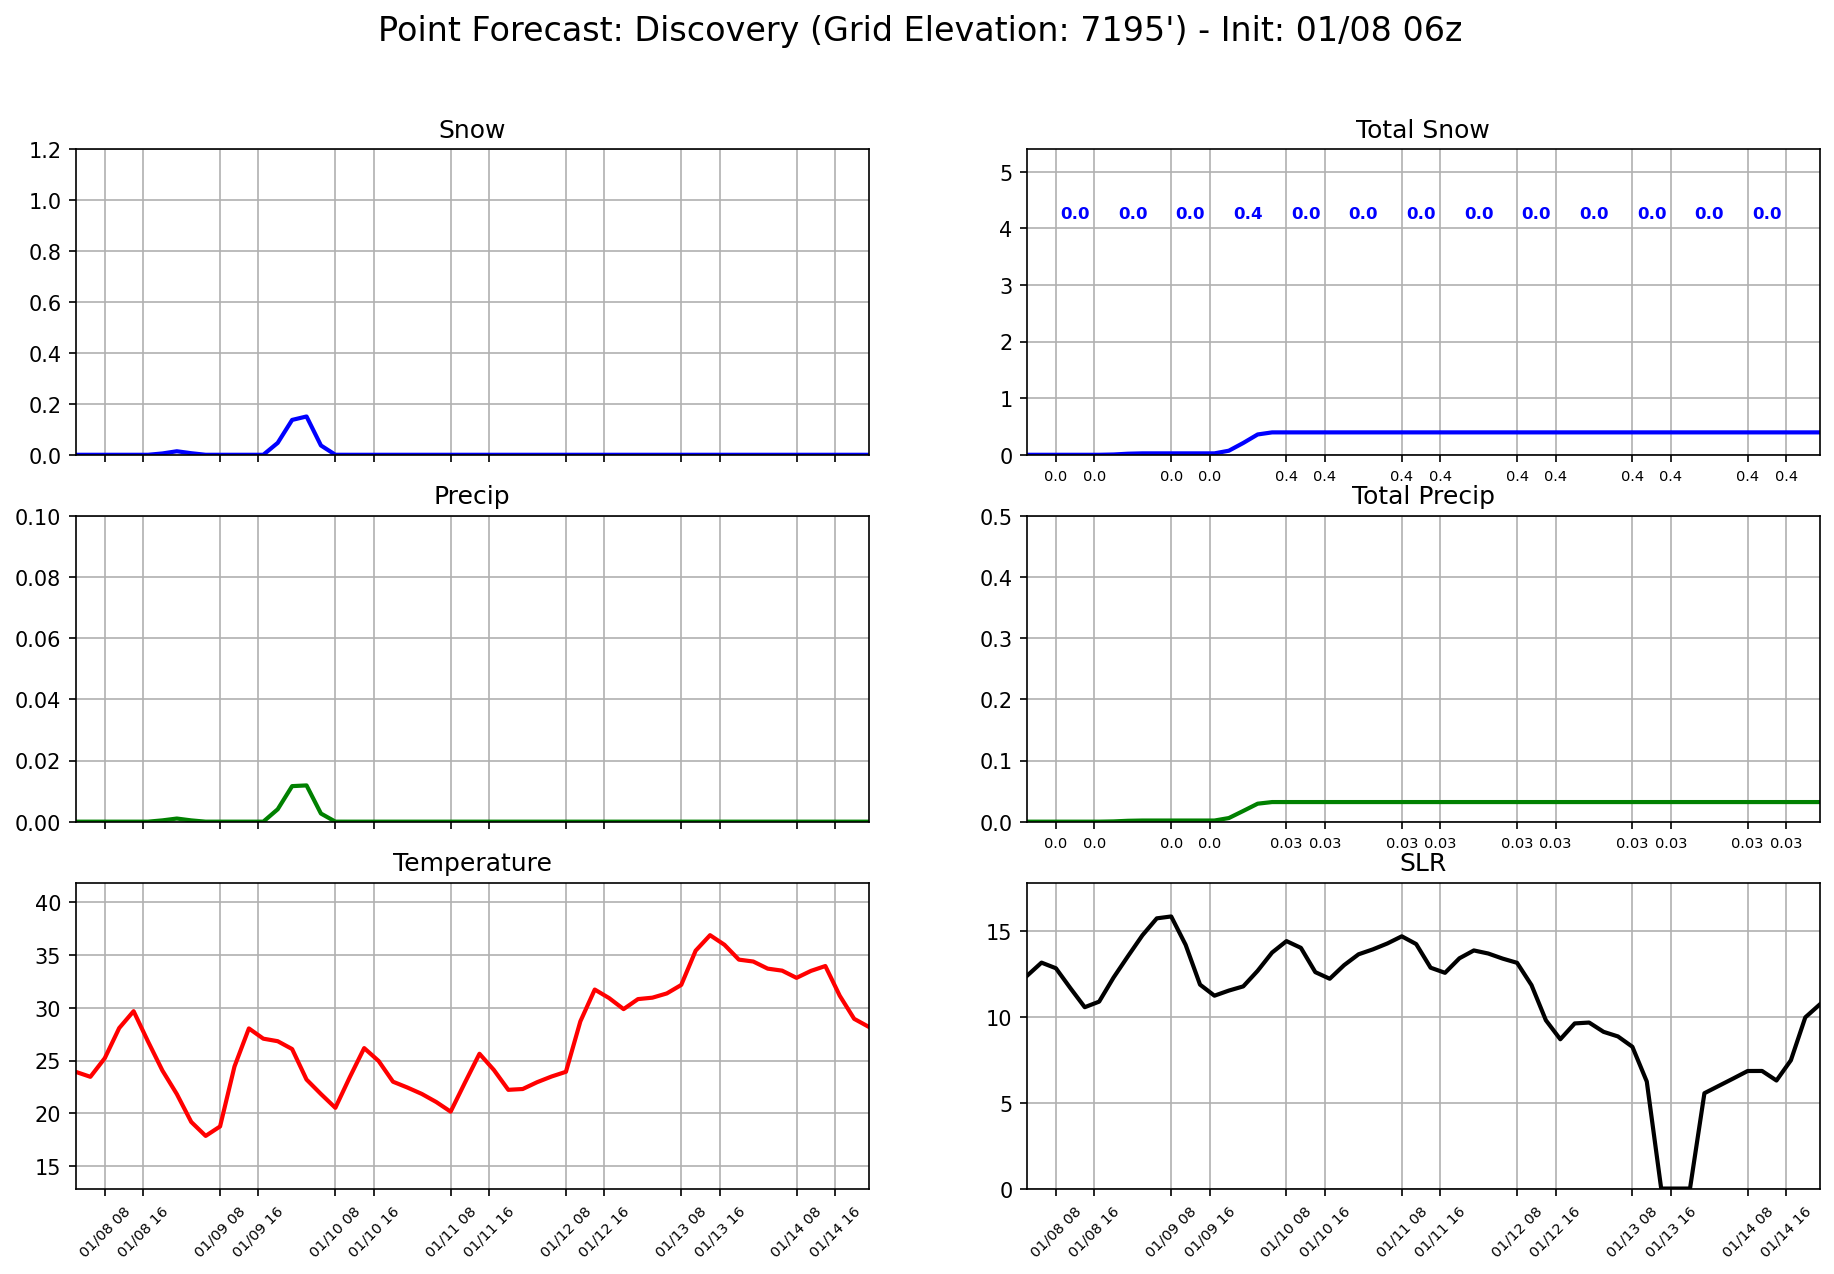 Point Forecast: Discovery (Grid Elevation: 7195') - Init: 01/08 06z
Snow
1.2
1.0
0.8
0.6
0.4
0.2
0.0
Total Snow
5
4
3
2
1
0
0.0 0.0 0.0 0.4 0.0 0.0 0.0 0.0 0.0 0.0 0.0 0.0 0.0
0.0 0.0 0.0 0.0 0.4 0.4 0.4 0.4 0.4 0.4 0.4 0.4 0.4 0.4
Precip
0.10
0.08
0.06
0.04
0.02
0.00
Total Precip
0.5
0.4
0.3
0.2
0.1
0.0
0.0 0.0 0.0 0.0 0.03 0.03 0.03 0.03 0.03 0.03 0.03 0.03 0.03 0.03
Temperature
40
35
30
25
20
15
01/08 08 01/08 16 01/09 08 01/09 16 01/10 08 01/10 16 01/11 08 01/11 16 01/12 08 01/12 16 01/13 08 01/13 16 01/14 08 01/14 16
SLR
15
10
5
0
01/08 08 01/08 16 01/09 08 01/09 16 01/10 08 01/10 16 01/11 08 01/11 16 01/12 08 01/12 16 01/13 08 01/13 16 01/14 08 01/14 16